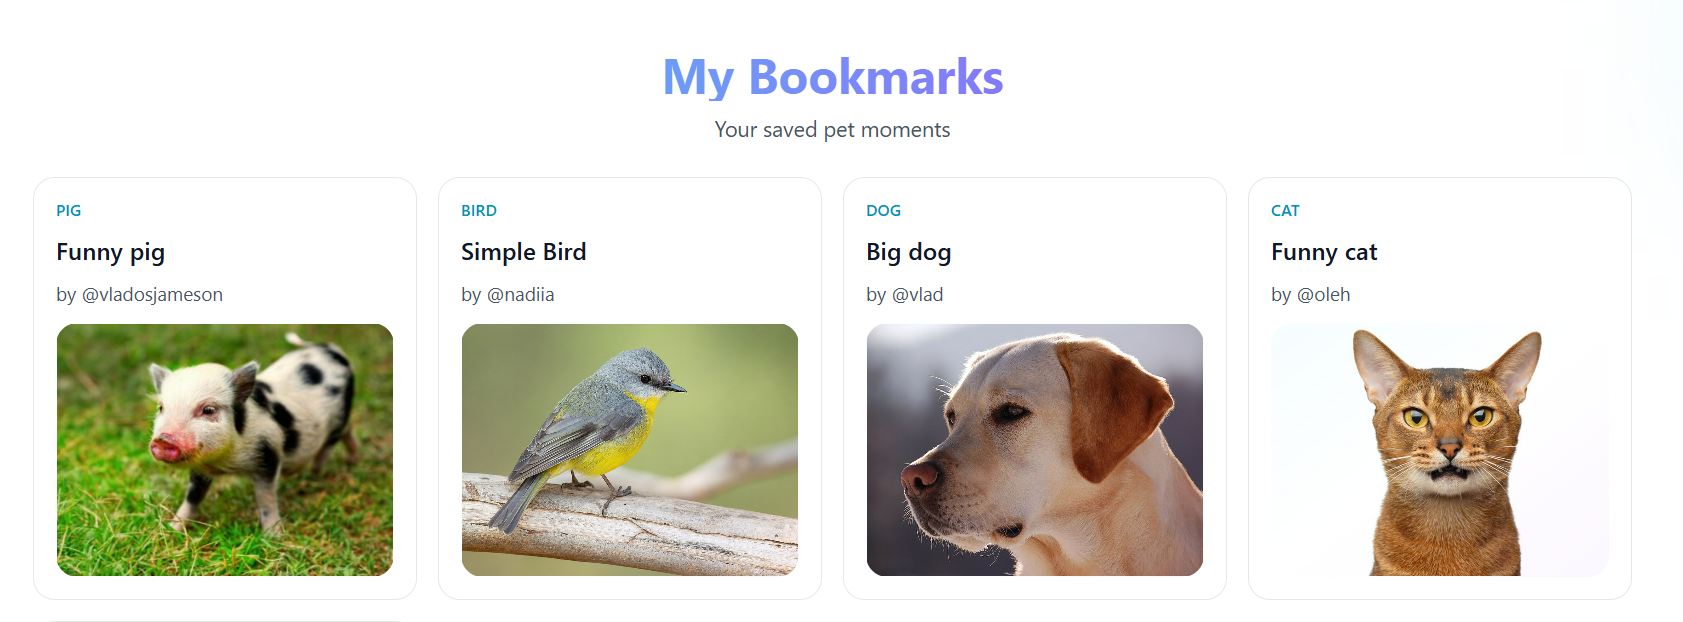 My Bookmarks
Your saved pet moments
PIG
Funny pig
by @vladosjameson
BIRD
Simple Bird
by @nadiia
DOG
Big dog
by @vlad
CAT
Funny cat
by @oleh